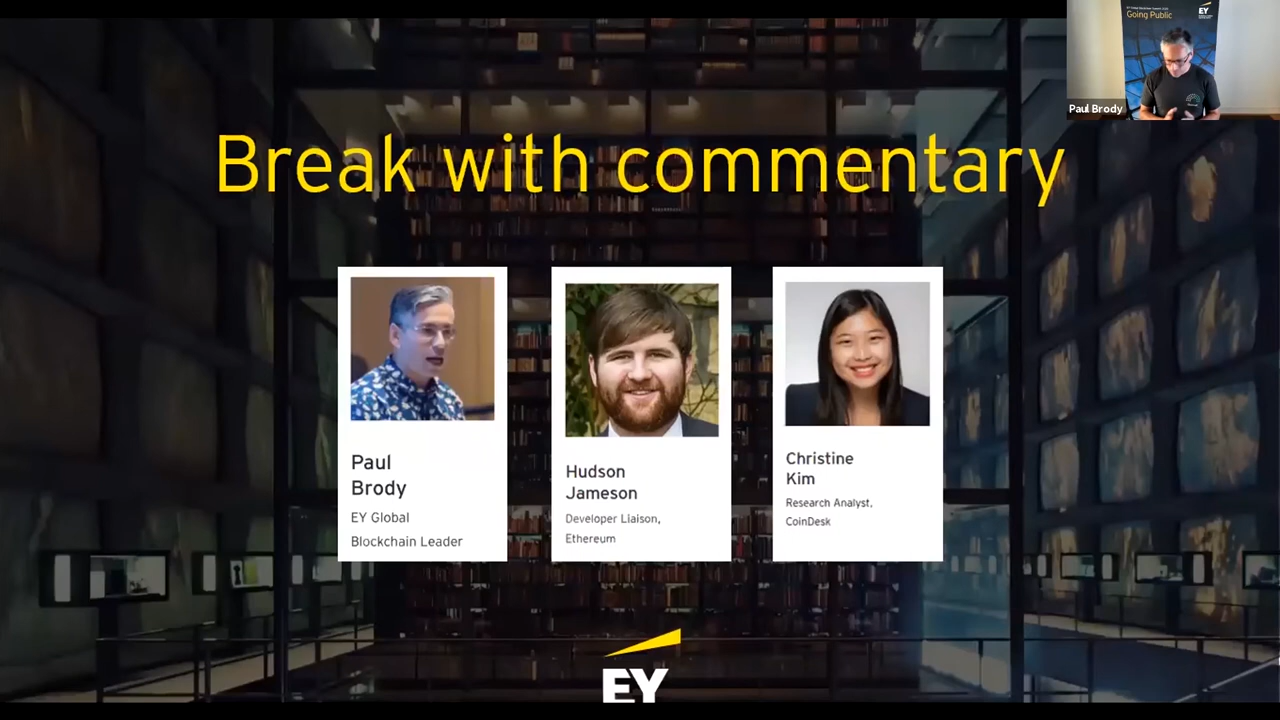 Going Public
EY
Paul Brody
Break with commentary
Paul
Brody
EY Global
Blockchain Leader
Hudson
Jameson
Developer Liaison,
Ethereum
Christine
Kim
Research Analyst,
CoinDesk
EY